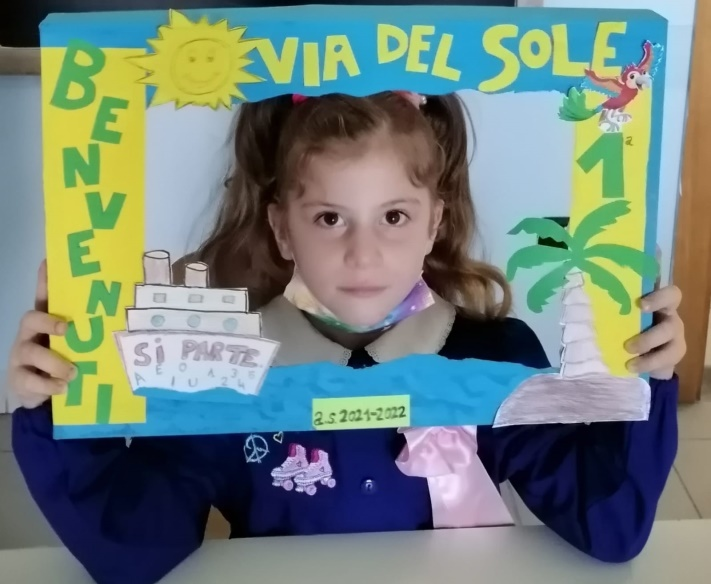 BENVENUTI
VIA DEL SOLE
1ª
SI PARTE
a.s. 2021-2022